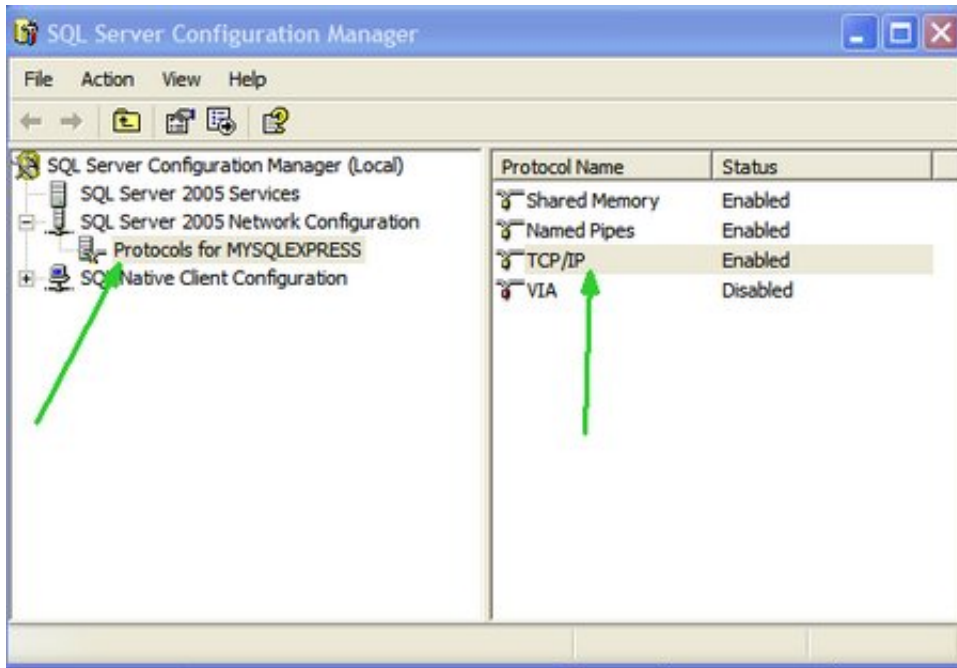 SQL Server Configuration Manager
File Action View Help
SQL Server Configuration Manager (Local)
SQL Server 2005 Services
SQL Server 2005 Network Configuration
Protocols for MYSQLEXPRESS
SQL Native Client Configuration
Protocol Name Status
Shared Memory Enabled
Named Pipes Enabled
TCP/IP Enabled
VIA Disabled